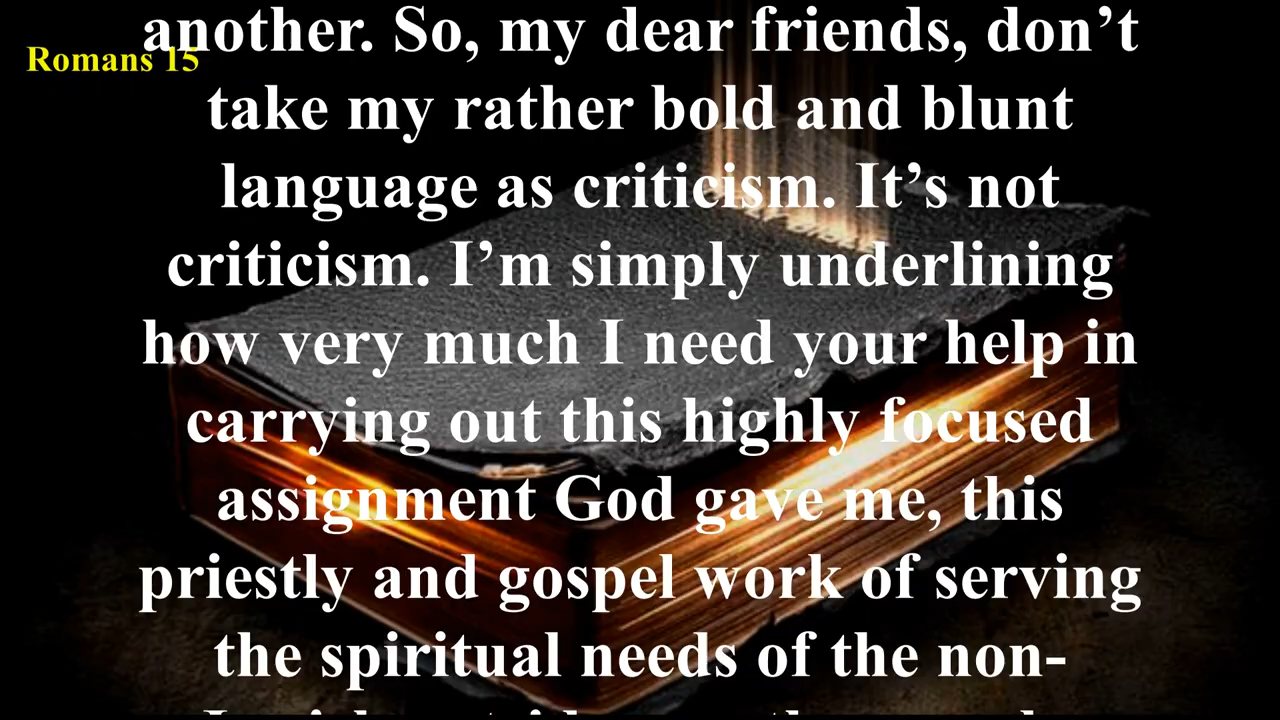 another. So, my dear friends, don’t
Romans 15
take my rather bold and blunt
language as criticism. It’s not
criticism. I’m simply underlining
how very much I need your help in
carrying out this highly focused
assignment God gave me, this
priestly and gospel work of serving
the spiritual needs of the non-